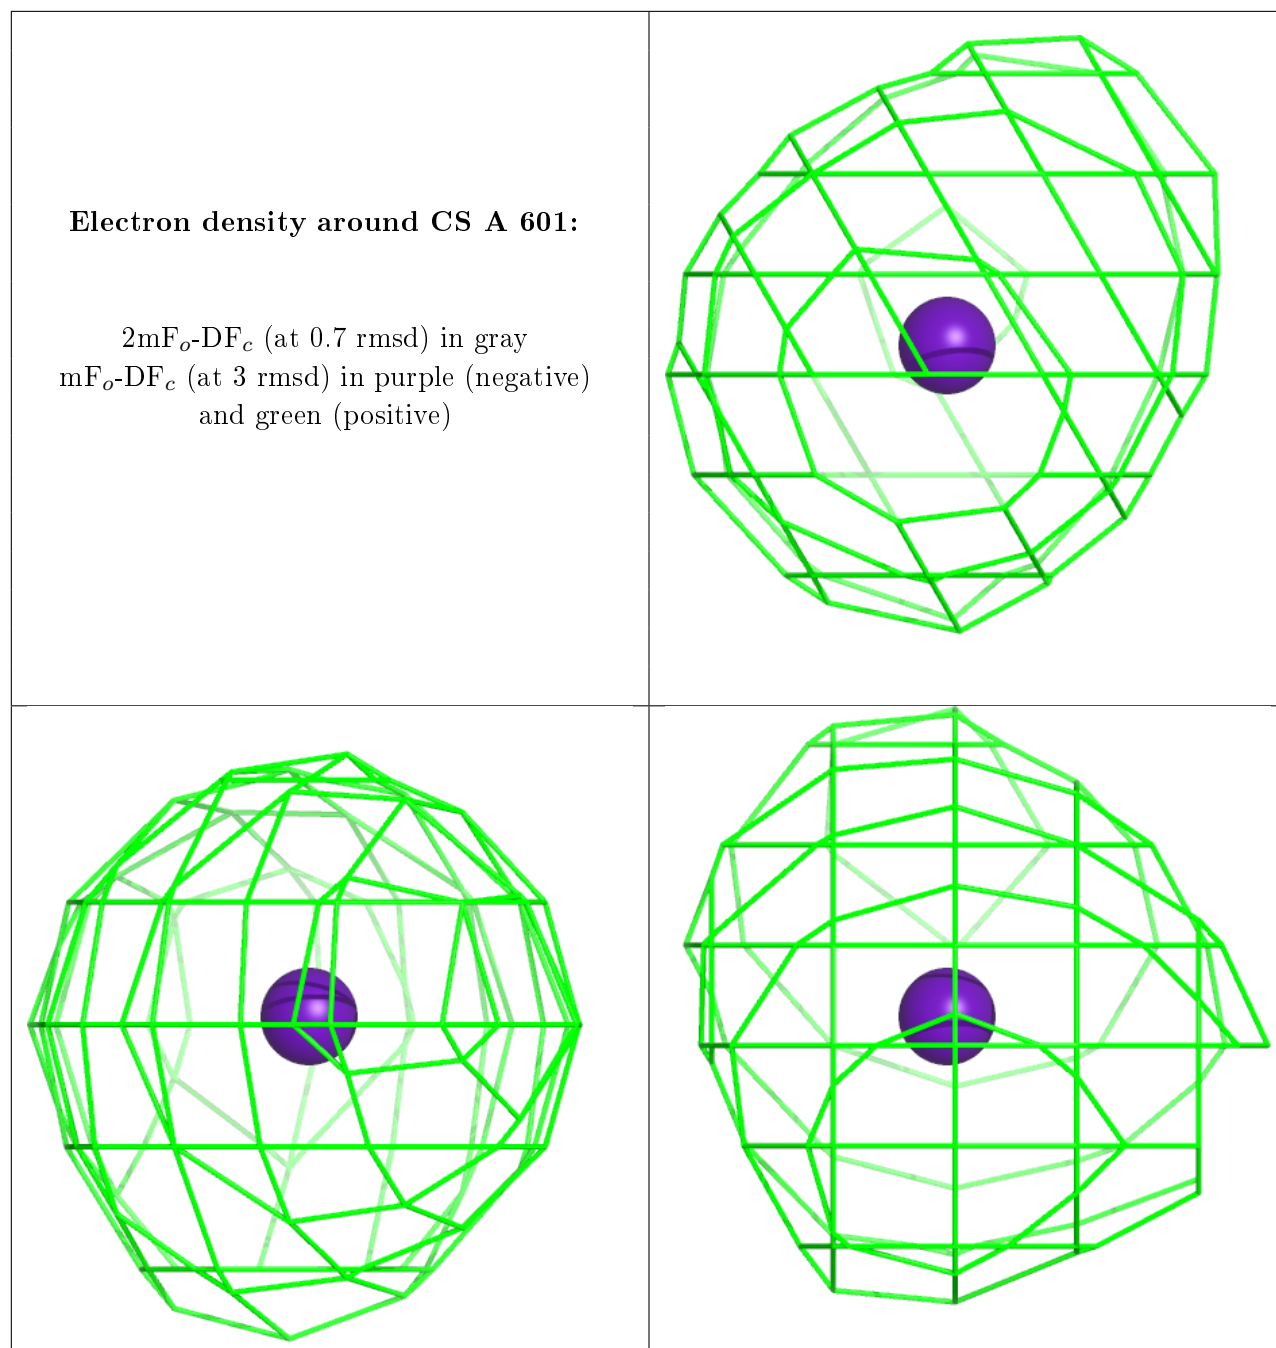 Electron density around CS A 601:
2mFₒ-DF𝒸 (at 0.7 rmsd) in gray
mFₒ-DF𝒸 (at 3 rmsd) in purple (negative)
and green (positive)